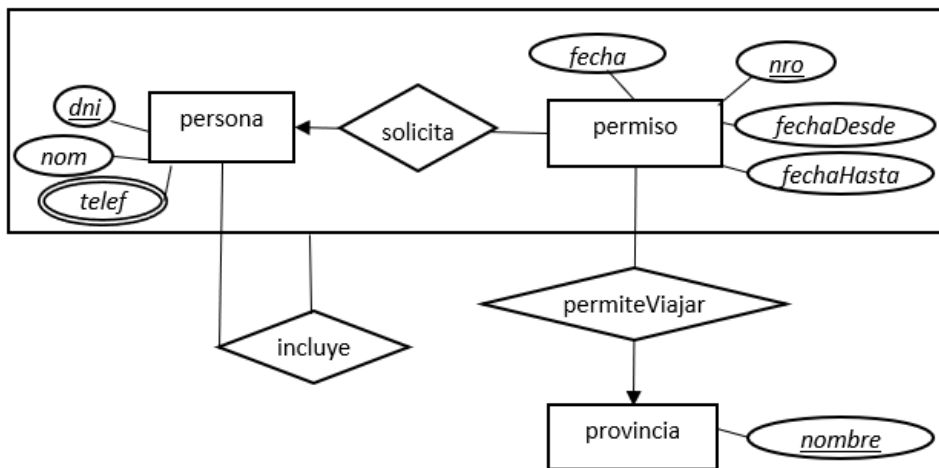 fecha
nro
dni
persona
solicita
permiso
fechaDesde
nom
fechaHasta
telef
permiteViajar
incluye
provincia
nombre